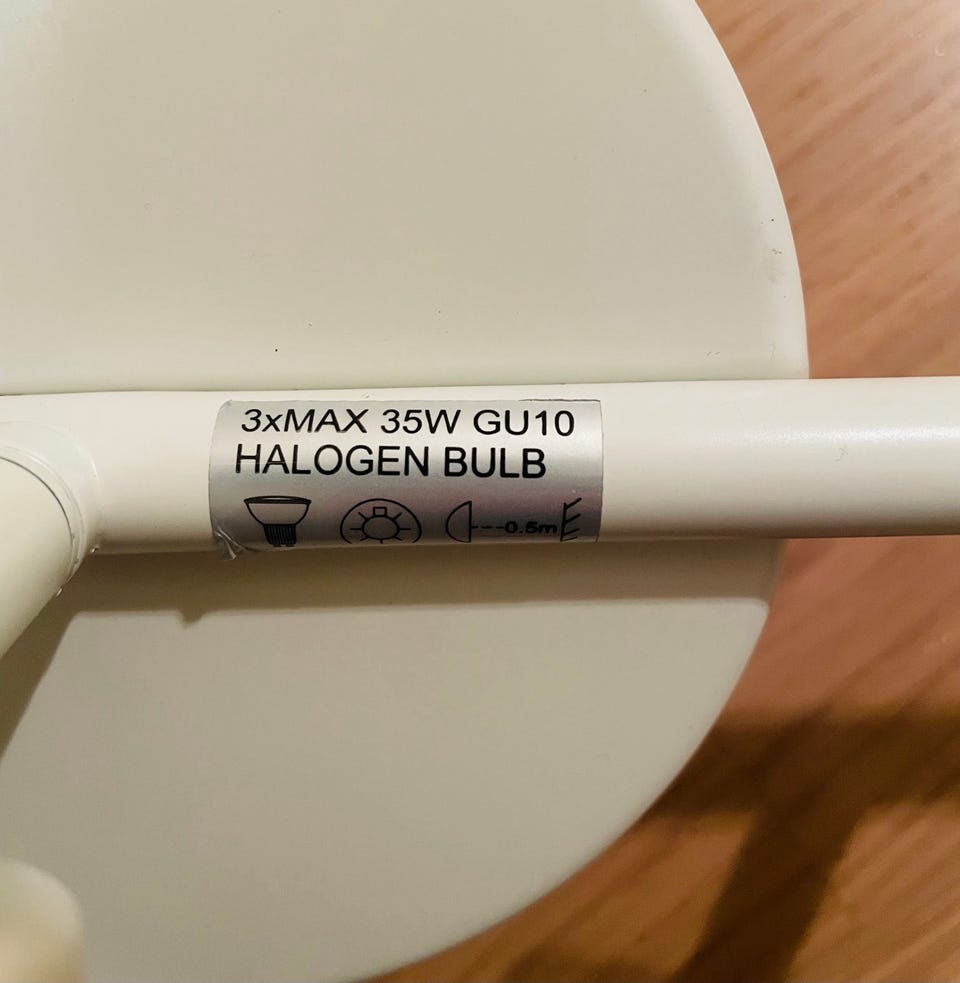 3xMAX 35W GU10
HALOGEN BULB
0.5m